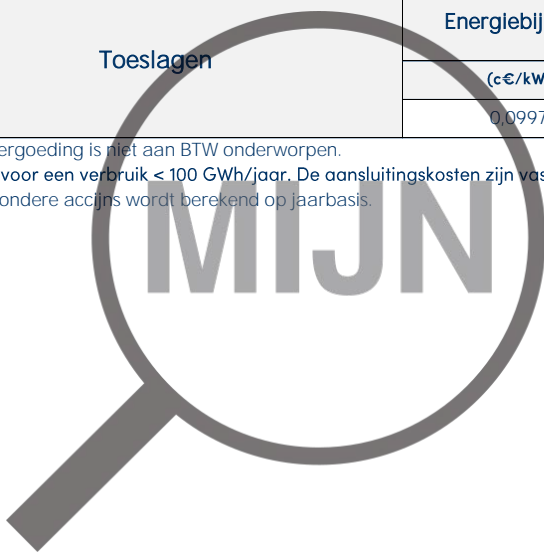 Energiebij
Toeslagen
(c€/kW
0,0997
ergoeding is niet aan BTW onderworpen.
voor een verbruik < 100 GWh/jaar. De aansluitingskosten zijn vas
ondere accijns wordt berekend op jaarbasis.
MIJN